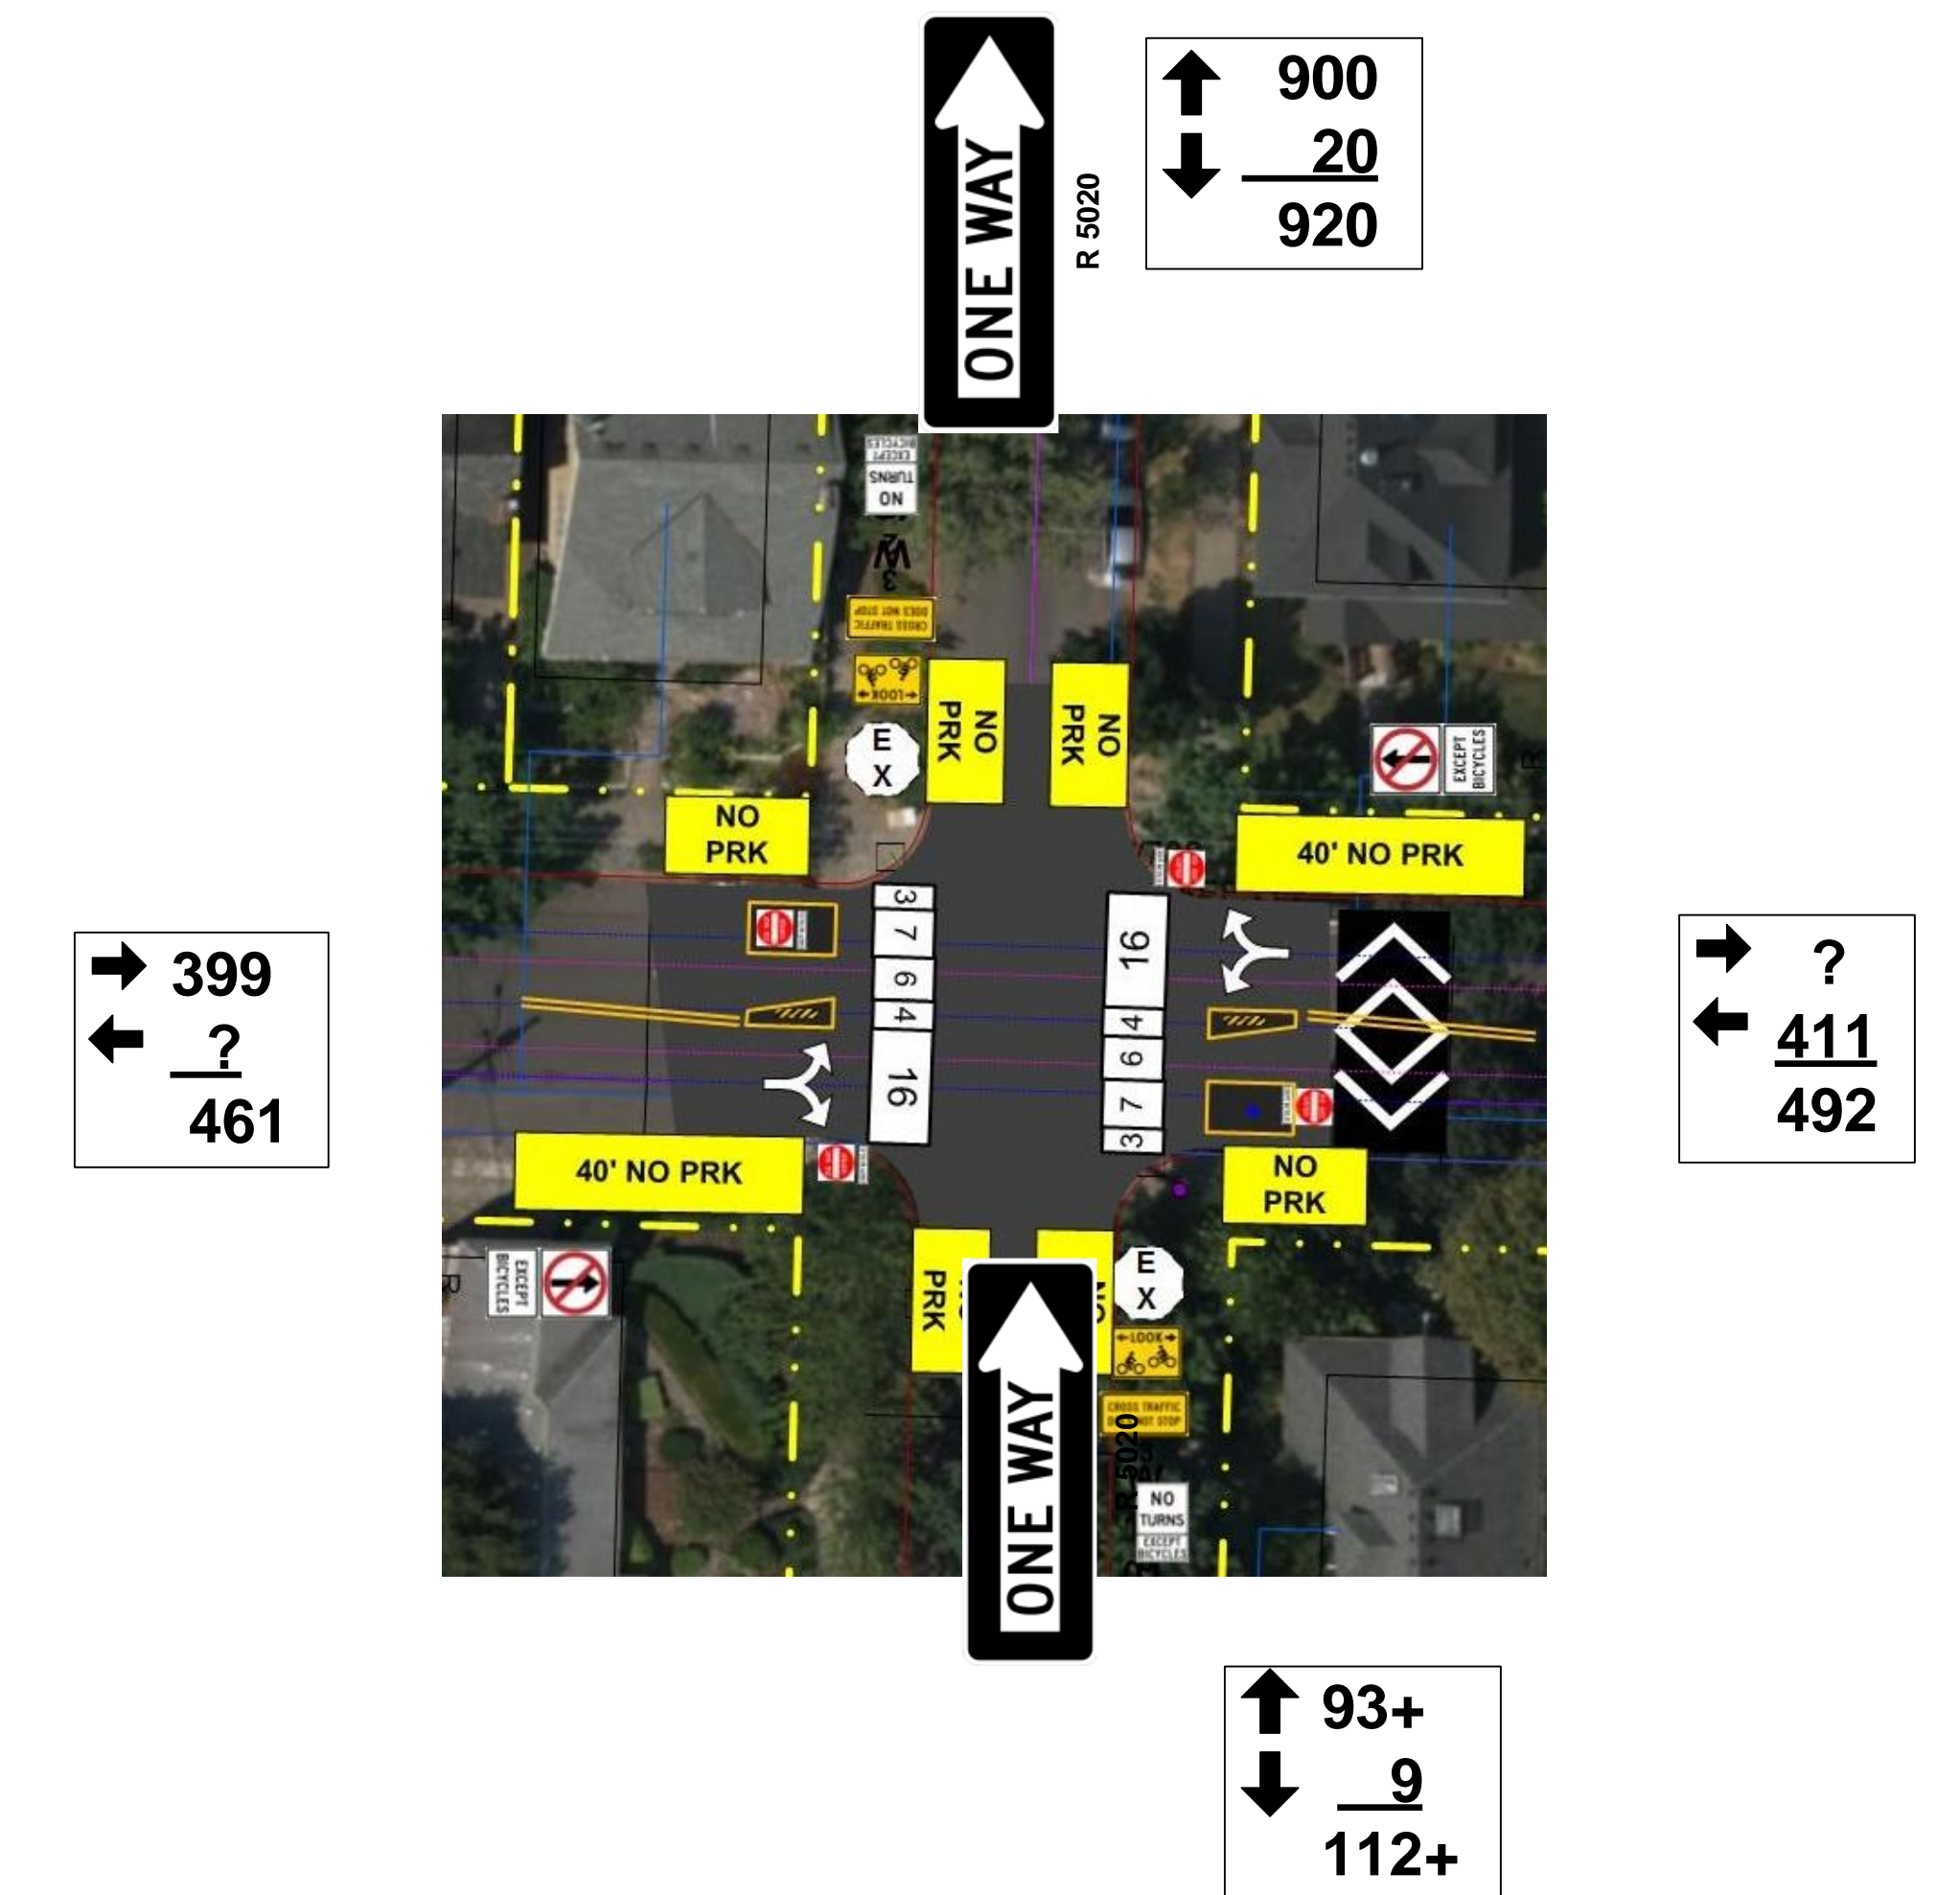 900
20
920
ONE WAY
R 5020
NO
TURNS
EXCEPT
BICYCLES
CROSS TRAFFIC
DOES NOT STOP
LOOK
E
X
NO
PRK
NO
PRK
NO
PRK
EXCEPT
BICYCLES
40' NO PRK
3
7
6
4
16
16
4
6
7
3
399
?
461
?
411
492
40' NO PRK
NO
PRK
EXCEPT
BICYCLES
PRK
E
X
LOOK
CROSS TRAFFIC
NOT STOP
R 5020
NO
TURNS
EXCEPT
BICYCLES
ONE WAY
93+
9
112+